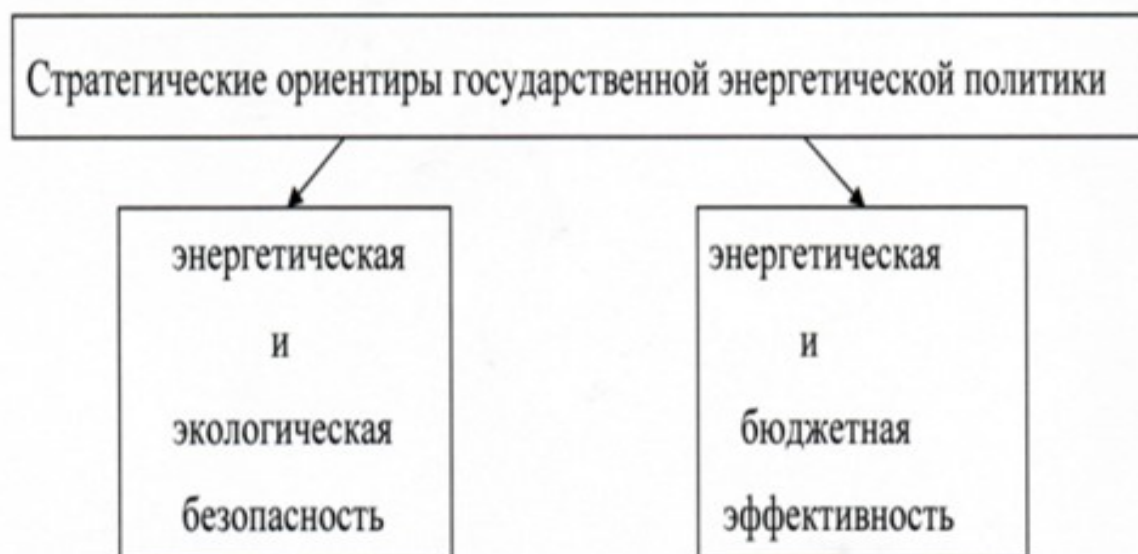 Стратегические ориентиры государственной энергетической политики
энергетическая
и
экологическая
безопасность
энергетическая
и
бюджетная
эффективность